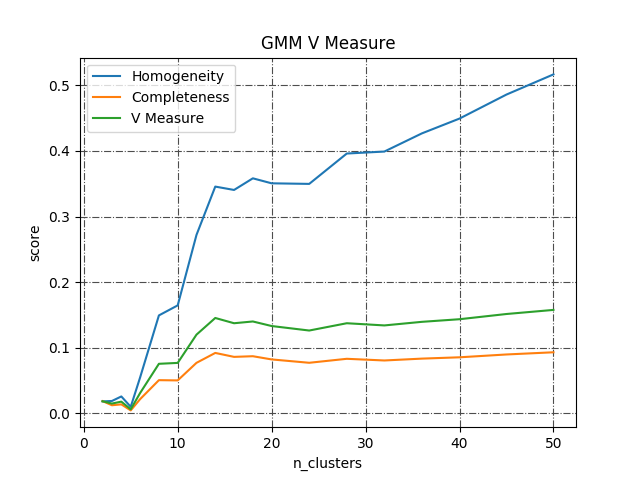 GMM V Measure
Homogeneity
Completeness
V Measure
score
0.5
0.4
0.3
0.2
0.1
0.0
0 10 20 30 40 50
n_clusters